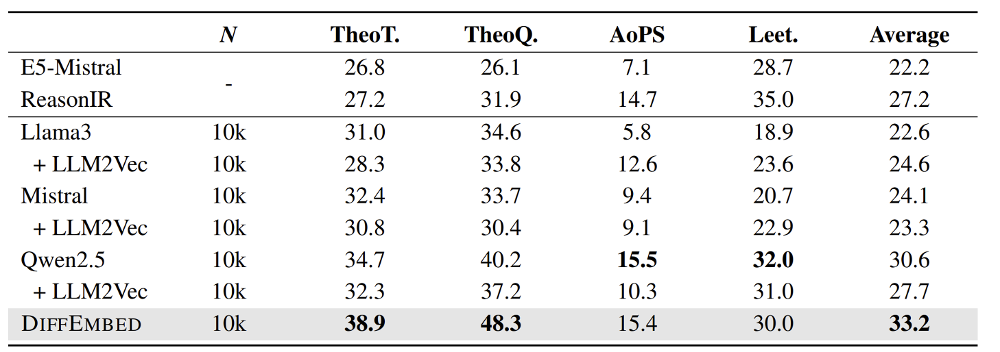 N TheoT. TheoQ. AoPS Leet. Average
E5-Mistral 26.8 26.1 7.1 28.7 22.2
-
ReasonIR 27.2 31.9 14.7 35.0 27.2
Llama3 10k 31.0 34.6 5.8 18.9 22.6
+ LLM2Vec 10k 28.3 33.8 12.6 23.6 24.6
Mistral 10k 32.4 33.7 9.4 20.7 24.1
+ LLM2Vec 10k 30.8 30.4 9.1 22.9 23.3
Qwen2.5 10k 34.7 40.2 15.5 32.0 30.6
+ LLM2Vec 10k 32.3 37.2 10.3 31.0 27.7
DIFFEMBED 10k 38.9 48.3 15.4 30.0 33.2